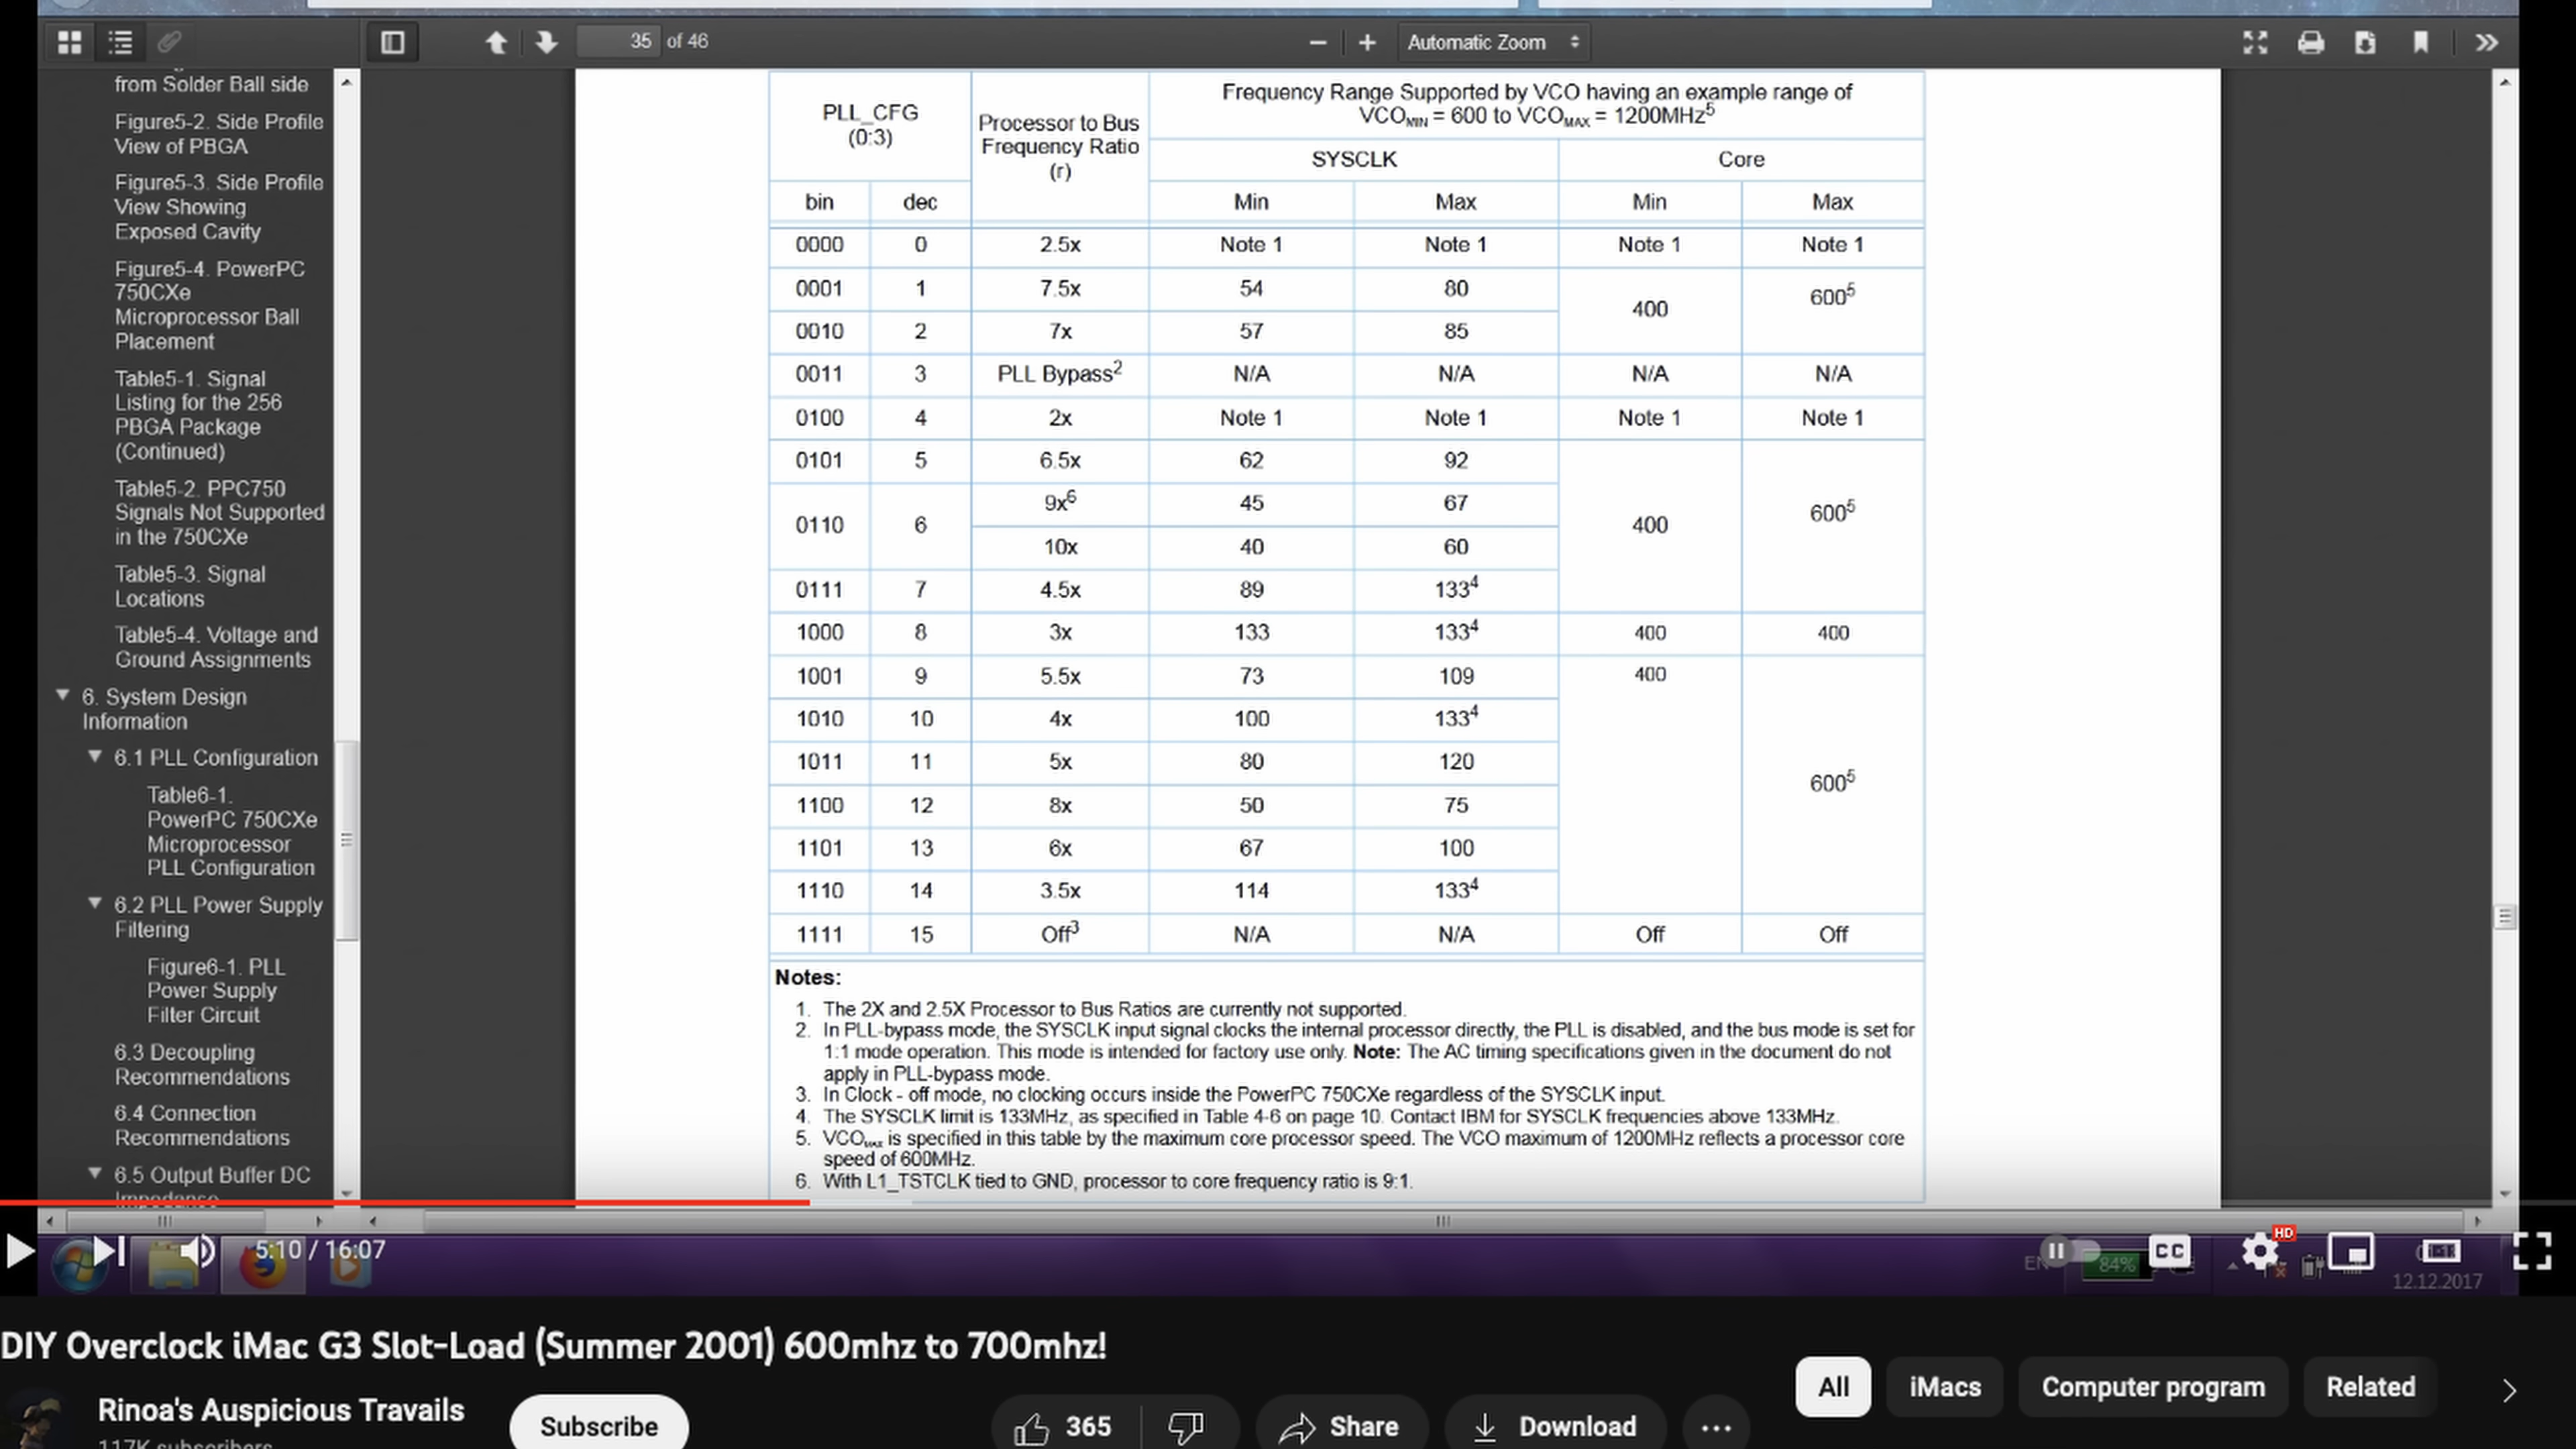 35 of 46
Automatic Zoom
from Solder Ball side
Figure5-2. Side Profile
View of PBGA
Figure5-3. Side Profile
View Showing
Exposed Cavity
Figure5-4. PowerPC
750CXe
Microprocessor Ball
Placement
Table5-1. Signal
Listing for the 256
PBGA Package
(Continued)
Table5-2. PPC750
Signals Not Supported
in the 750CXe
Table5-3. Signal
Locations
Table5-4. Voltage and
Ground Assignments
6. System Design
Information
6.1 PLL Configuration
Table6-1.
PowerPC 750CXe
Microprocessor
PLL Configuration
6.2 PLL Power Supply
Filtering
Figure6-1. PLL
Power Supply
Filter Circuit
6.3 Decoupling
Recommendations
6.4 Connection
Recommendations
6.5 Output Buffer DC
Impedance
PLL_CFG
(0:3)
Processor to Bus
Frequency Ratio
(r)
Frequency Range Supported by VCO having an example range of
VCOMIN = 600 to VCOMAX = 1200MHz5
SYSCLK Core
bin dec Min Max Min Max
0000 0 2.5x Note 1 Note 1 Note 1 Note 1
0001 1 7.5x 54 80 400 6005
0010 2 7x 57 85
0011 3 PLL Bypass2 N/A N/A N/A N/A
0100 4 2x Note 1 Note 1 Note 1 Note 1
0101 5 6.5x 62 92
0110 6 9x6 45 67 400 6005
10x 40 60
0111 7 4.5x 89 1334
1000 8 3x 133 1334 400 400
1001 9 5.5x 73 109 400
1010 10 4x 100 1334
1011 11 5x 80 120 6005
1100 12 8x 50 75
1101 13 6x 67 100
1110 14 3.5x 114 1334
1111 15 Off3 N/A N/A Off Off
Notes:
1. The 2X and 2.5X Processor to Bus Ratios are currently not supported.
2. In PLL-bypass mode, the SYSCLK input signal clocks the internal processor directly, the PLL is disabled, and the bus mode is set for
1:1 mode operation. This mode is intended for factory use only. Note: The AC timing specifications given in the document do not
apply in PLL-bypass mode.
3. In Clock - off mode, no clocking occurs inside the PowerPC 750CXe regardless of the SYSCLK input.
4. The SYSCLK limit is 133MHz, as specified in Table 4-6 on page 10. Contact IBM for SYSCLK frequencies above 133MHz.
5. VCOMAX is specified in this table by the maximum core processor speed. The VCO maximum of 1200MHz reflects a processor core
speed of 600MHz.
6. With L1_TSTCLK tied to GND, processor to core frequency ratio is 9:1.
5:10 / 16:07
EN
84%
CC
HD
12.12.2017
DIY Overclock iMac G3 Slot-Load (Summer 2001) 600mhz to 700mhz!
Rinoa's Auspicious Travails
117K subscribers
Subscribe
365
Share
Download
All
iMacs
Computer program
Related